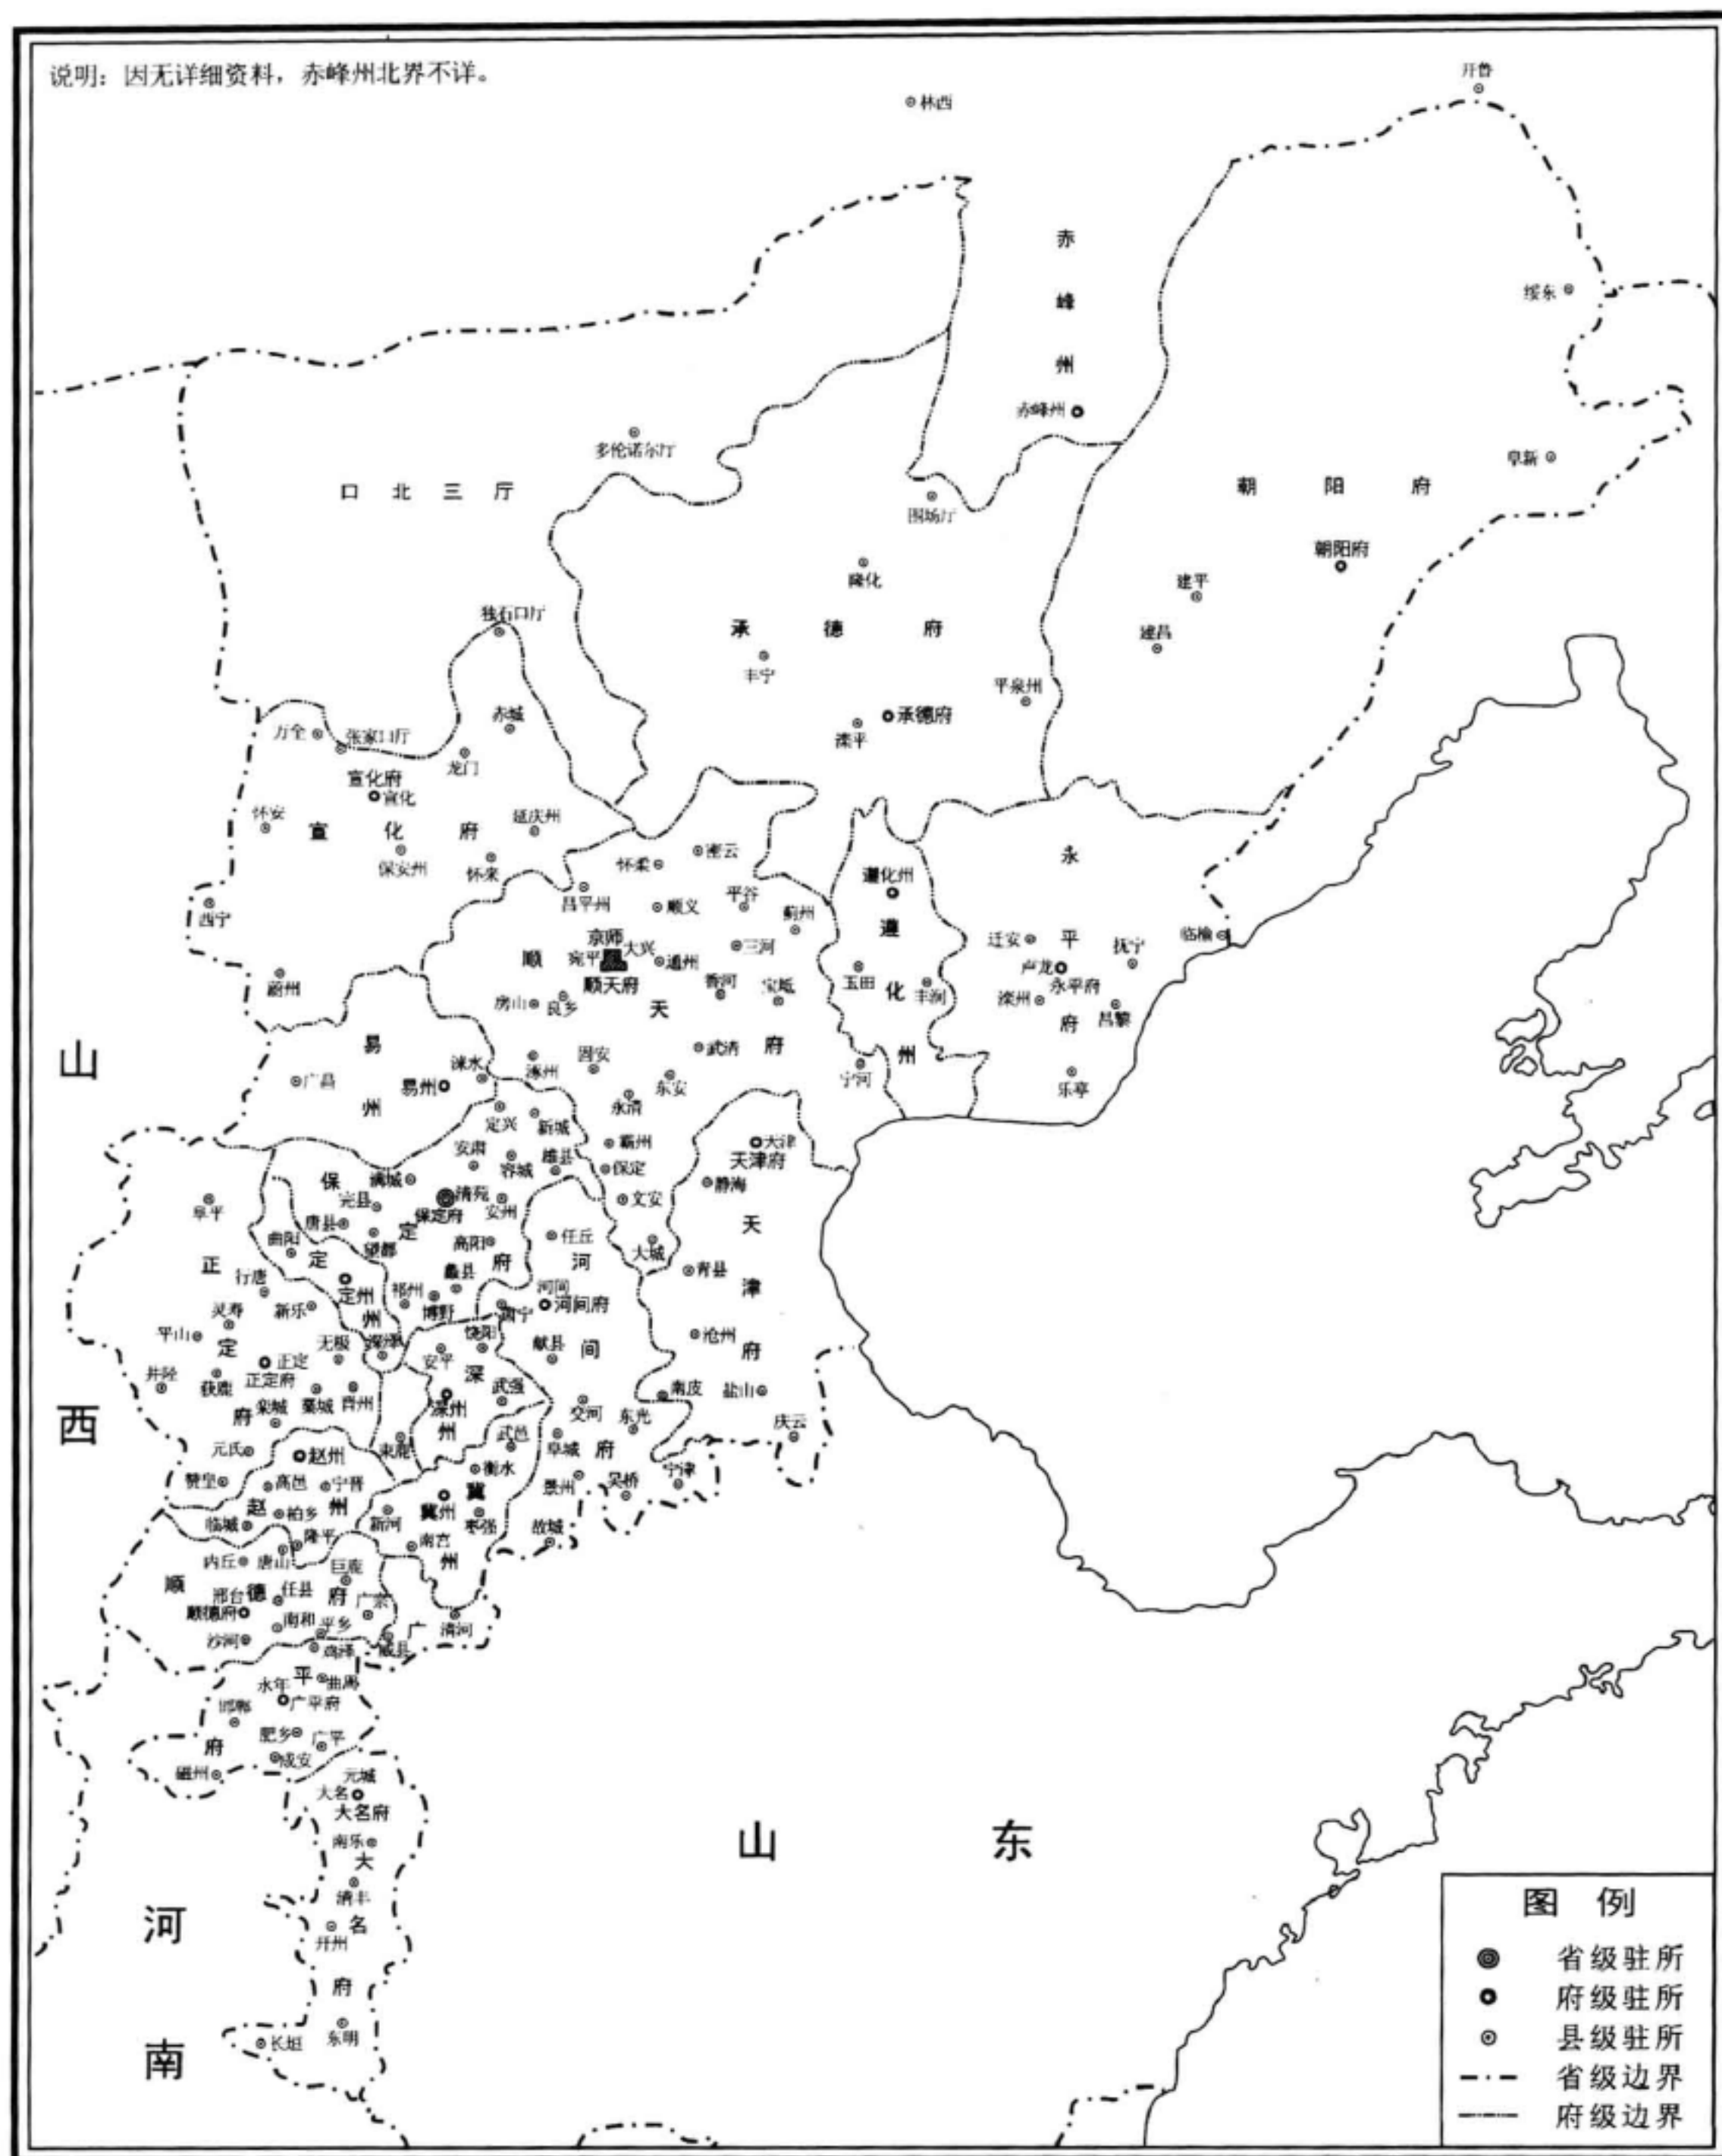 说明：因无详细资料，赤峰州北界不详。
开鲁
林西
赤峰州
绥东
赤峰州
多伦诺尔厅
阜新
口北三厅
朝阳府
围场厅
朝阳府
隆化
建平
独石口厅
承德府
建昌
丰宁
平泉州
赤城
承德府
万全
张家口厅
滦平
龙门
宣化府
宣化
怀安
宣化府
延庆州
保安州
怀来
怀柔
密云
永平府
遵化州
昌平州
顺义
平谷
蓟州
西宁
遵化州
京师
大兴
宛平
三河
迁安
抚宁
临榆
顺天府
通州
卢龙
蔚州
顺天府
香河
宝坻
玉田
丰润
滦州
永平府
昌黎
房山
良乡
山西
易州
涞水
涿州
固安
武清
宁河
广昌
易州
东安
乐亭
永清
定兴
新城
霸州
天津
安肃
容城
雄县
保定
天津府
保定府
满城
清苑
静海
阜平
完县
保定府
安州
文安
天津府
唐县
曲阳
望都
高阳
任丘
大城
正定府
定州
河间府
青县
行唐
蠡县
河间
新乐
定州
祁州
博野
肃宁
河间府
灵寿
平山
无极
深泽
饶阳
献县
沧州
正定
安平
深州
井陉
获鹿
正定府
武强
南皮
盐山
藁城
晋州
深州
交河
东光
庆云
栾城
元氏
赵州
束鹿
武邑
阜城
赞皇
高邑
宁晋
衡水
冀州
景州
吴桥
宁津
赵州
柏乡
冀州
临城
新河
枣强
故城
隆平
南宫
内丘
唐山
巨鹿
顺德府
邢台
任县
广宗
顺德府
南和
平乡
清河
沙河
鸡泽
威县
广平府
永年
曲周
邯郸
广平府
肥乡
广平
成安
磁州
元城
大名
大名府
南乐
大名府
清丰
开州
长垣
东明
山东
河南
图例
省级驻所
府级驻所
县级驻所
省级边界
府级边界